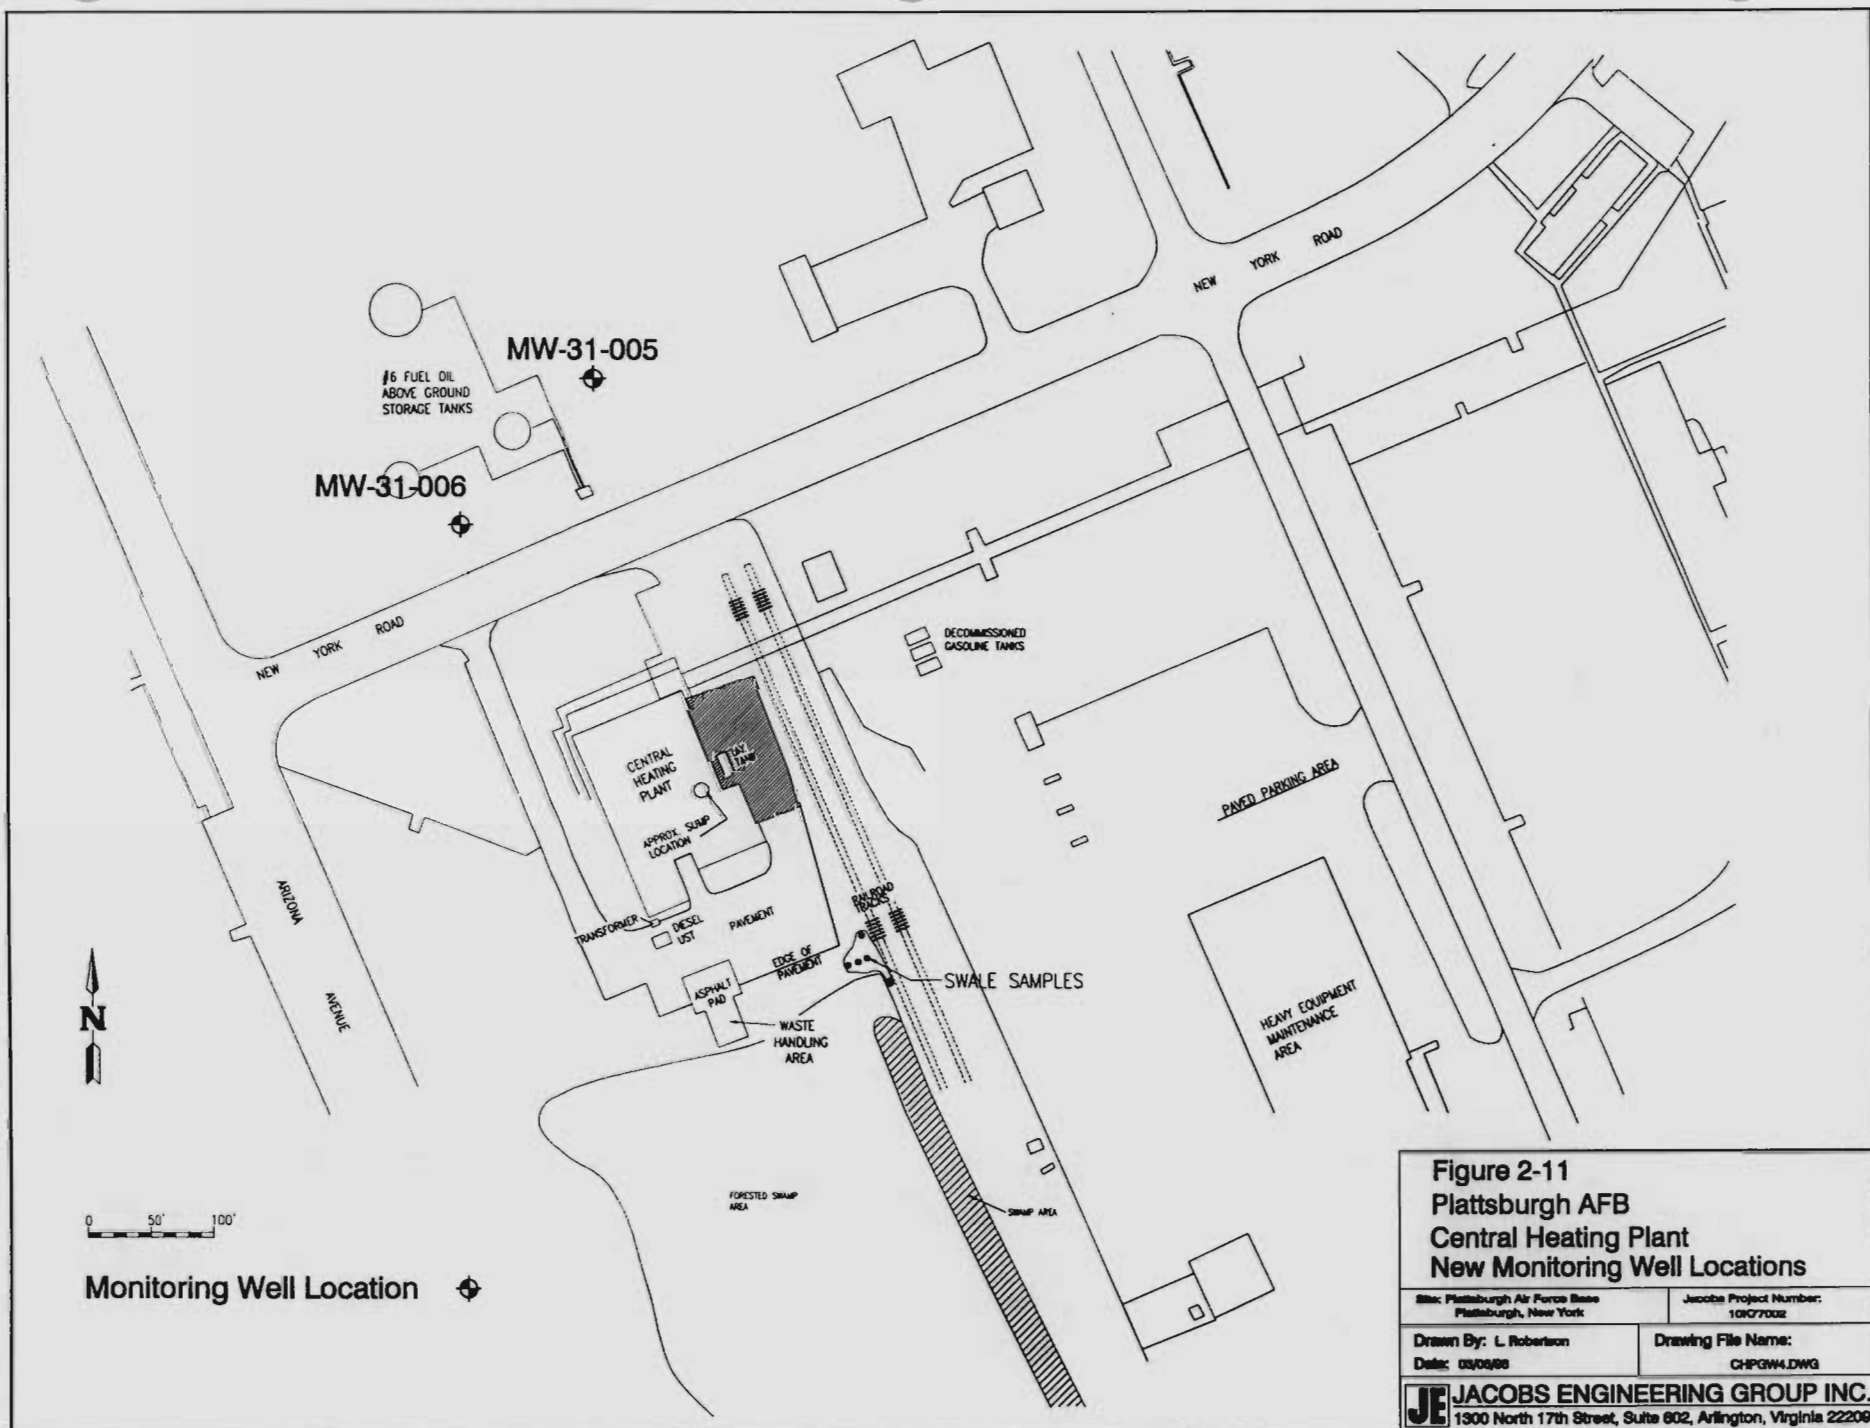 NEW YORK ROAD
MW-31-005
#6 FUEL OIL
ABOVE GROUND
STORAGE TANKS
MW-31-006
NEW YORK ROAD
DECOMMISSIONED
GASOLINE TANKS
CENTRAL
HEATING
PLANT
DAY
TANK
APPROX. SUMP
LOCATION
PAVED PARKING AREA
ARIZONA
AVENUE
RAILROAD
TRACKS
TRANSFORMER
DIESEL
UST
PAVEMENT
EDGE OF
PAVEMENT
ASPHALT
PAD
SWALE SAMPLES
WASTE
HANDLING
AREA
HEAVY EQUIPMENT
MAINTENANCE
AREA
N
FORESTED SWAMP
AREA
SWAMP AREA
0 50' 100'
Monitoring Well Location
Figure 2-11
Plattsburgh AFB
Central Heating Plant
New Monitoring Well Locations
Site: Plattsburgh Air Force Base
Plattsburgh, New York
Jacobs Project Number:
Drawn By: L. Robertson
Date:
Drawing File Name:
CHPGW4.DWG
JE JACOBS ENGINEERING GROUP INC.
1300 North 17th Street, Suite 602, Arlington, Virginia 22209